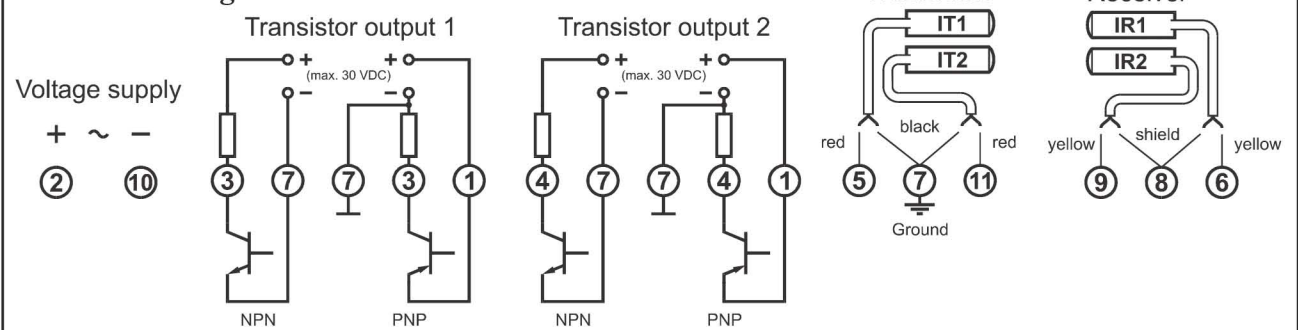 Transistor output 1
+
+
(max. 30 VDC)
−
−
3
7
7
3
1
NPN
PNP
Transistor output 2
+
+
(max. 30 VDC)
−
−
4
7
7
4
1
NPN
PNP
Voltage supply
+ ~ −
2
10
IT1
IT2
red
black
red
5
7
11
Ground
IR1
IR2
yellow
shield
yellow
9
8
6